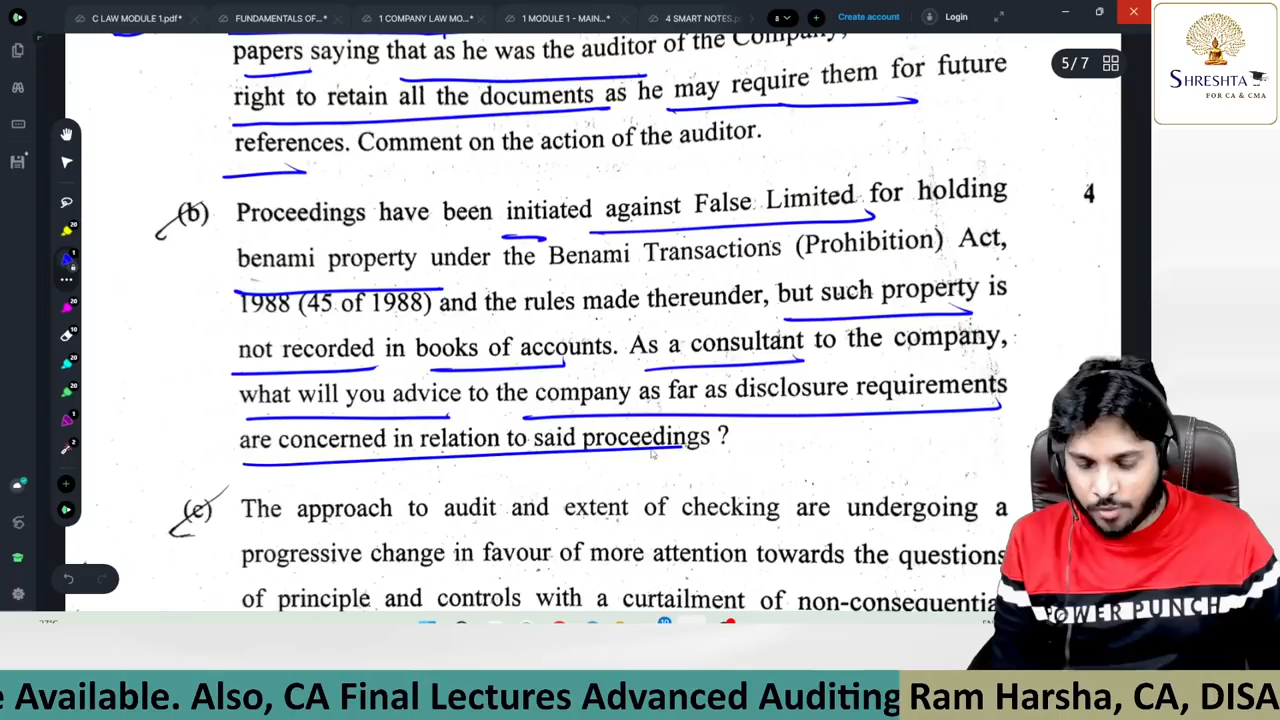 C LAW MODULE 1.pdf*
FUNDAMENTALS OF...*
1 COMPANY LAW MO...*
1 MODULE 1 - MAIN...*
4 SMART NOTES.p
8
Create account
Login
5 / 7
SHRESHTA
FOR CA & CMA
papers saying that as he was the auditor of the Company,
right to retain all the documents as he may require them for future
references. Comment on the action of the auditor.
(b) Proceedings have been initiated against False Limited for holding 4
benami property under the Benami Transactions (Prohibition) Act,
1988 (45 of 1988) and the rules made thereunder, but such property is
not recorded in books of accounts. As a consultant to the company,
what will you advice to the company as far as disclosure requirements
are concerned in relation to said proceedings ?
(c) The approach to audit and extent of checking are undergoing a
progressive change in favour of more attention towards the questions
of principle and controls with a curtailment of non-consequentia
POWER PUNCH
e Available. Also, CA Final Lectures Advanced Auditing Ram Harsha, CA, DISA